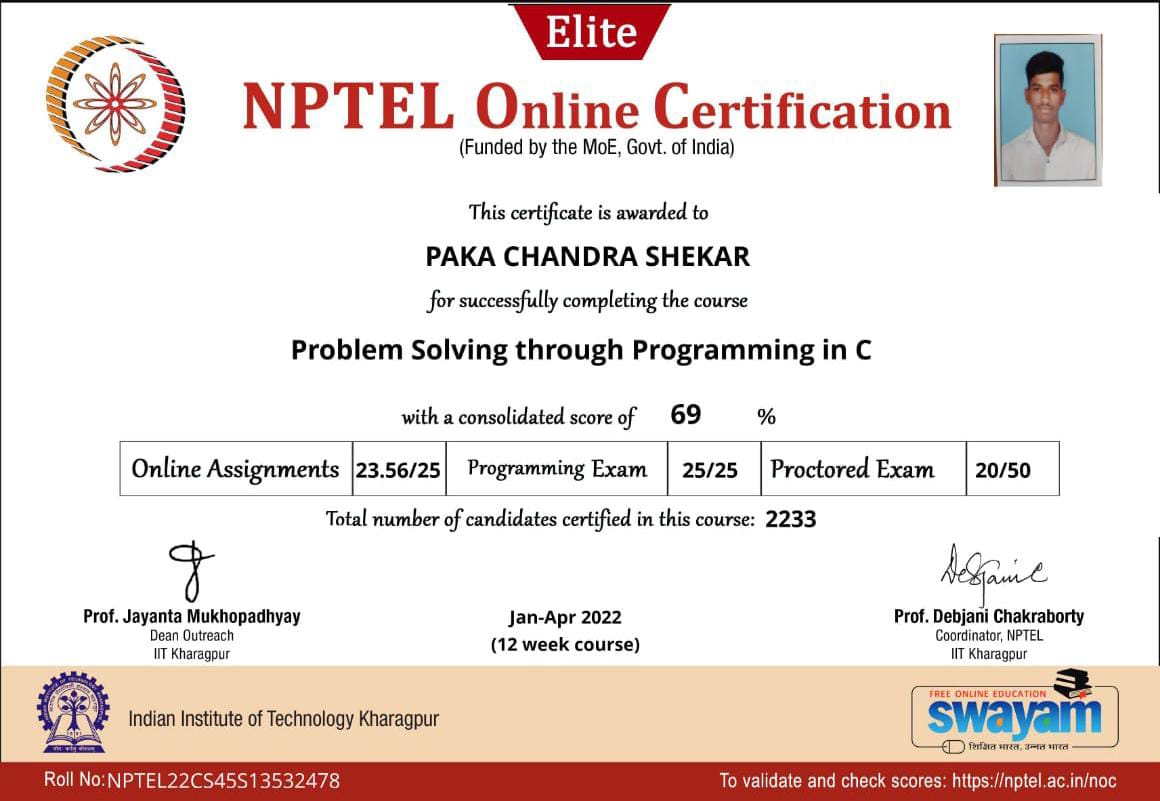 Elite
NPTEL Online Certification
(Funded by the MoE, Govt. of India)
This certificate is awarded to
PAKA CHANDRA SHEKAR
for successfully completing the course
Problem Solving through Programming in C
with a consolidated score of 69 %
Online Assignments 23.56/25 Programming Exam 25/25 Proctored Exam 20/50
Total number of candidates certified in this course: 2233
Prof. Jayanta Mukhopadhyay
Dean Outreach
IIT Kharagpur
Jan-Apr 2022
(12 week course)
Prof. Debjani Chakraborty
Coordinator, NPTEL
IIT Kharagpur
Indian Institute of Technology Kharagpur
FREE ONLINE EDUCATION
swayam
शिक्षित भारत, उन्नत भारत
Roll No:NPTEL22CS45S13532478
To validate and check scores: https://nptel.ac.in/noc